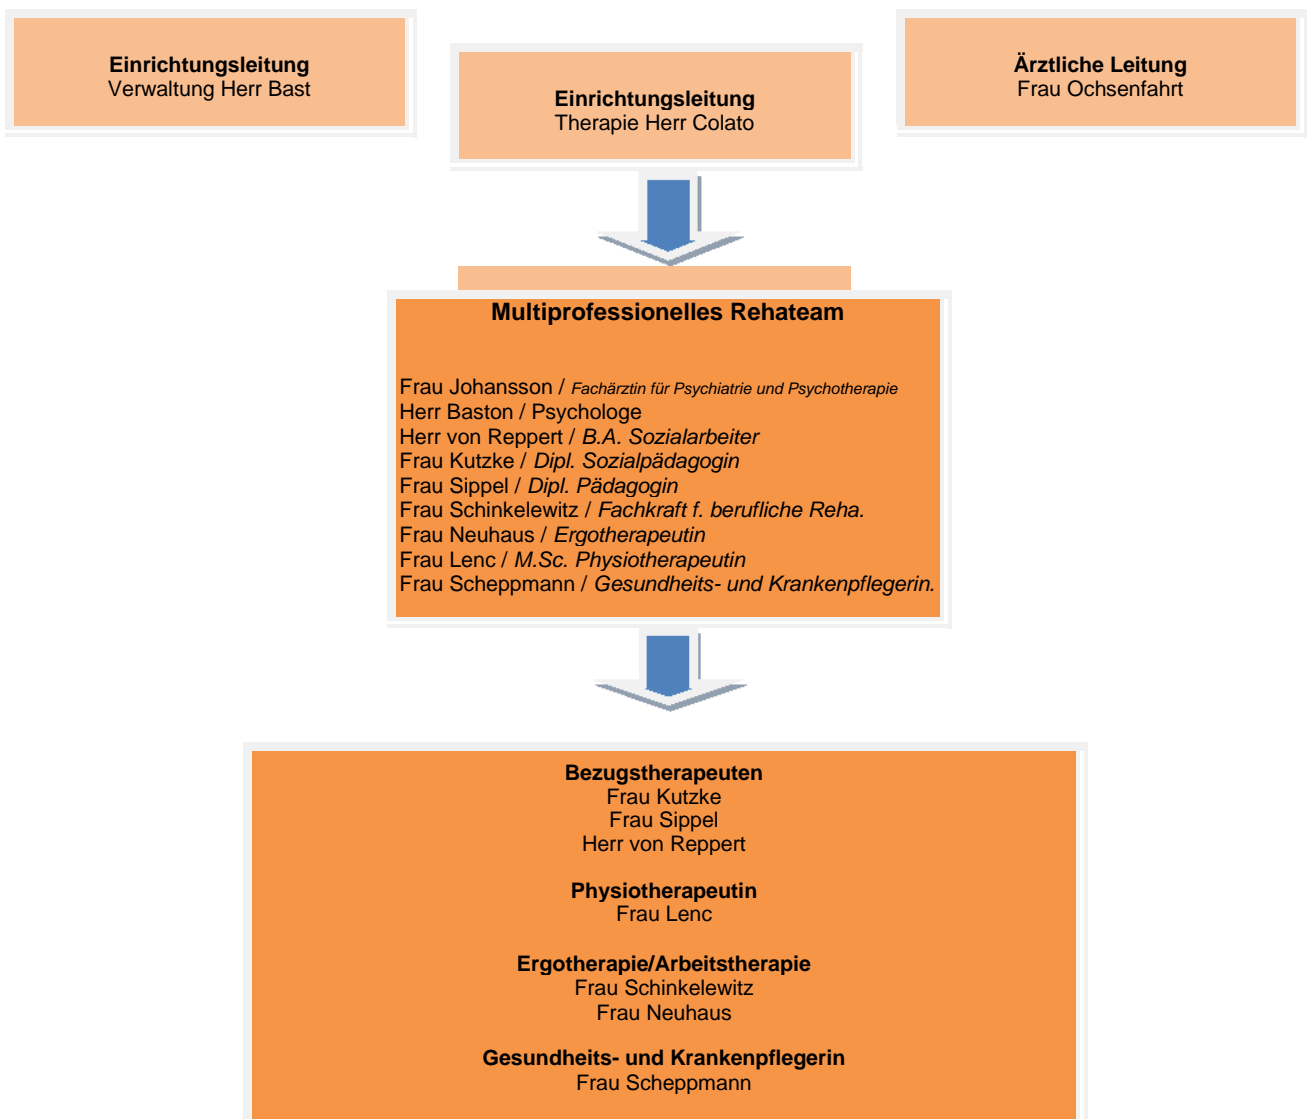 Einrichtungsleitung
Verwaltung Herr Bast
Einrichtungsleitung
Therapie Herr Colato
Ärztliche Leitung
Frau Ochsenfahrt
Multiprofessionelles Rehateam
Frau Johansson / Fachärztin für Psychiatrie und Psychotherapie
Herr Baston / Psychologe
Herr von Reppert / B.A. Sozialarbeiter
Frau Kutzke / Dipl. Sozialpädagogin
Frau Sippel / Dipl. Pädagogin
Frau Schinkelewitz / Fachkraft f. berufliche Reha.
Frau Neuhaus / Ergotherapeutin
Frau Lenc / M.Sc. Physiotherapeutin
Frau Scheppmann / Gesundheits- und Krankenpflegerin.
Bezugstherapeuten
Frau Kutzke
Frau Sippel
Herr von Reppert
Physiotherapeutin
Frau Lenc
Ergotherapie/Arbeitstherapie
Frau Schinkelewitz
Frau Neuhaus
Gesundheits- und Krankenpflegerin
Frau Scheppmann